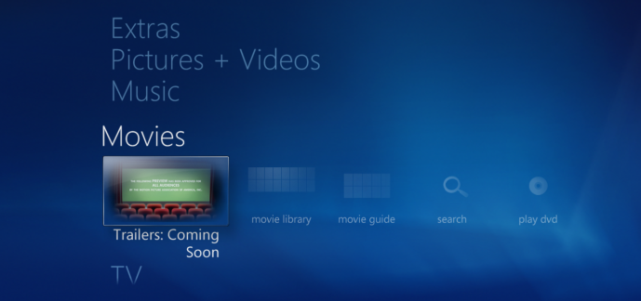 Extras
Pictures + Videos
Music
Movies
movie library
movie guide
search
play dvd
Trailers: Coming
Soon
TV